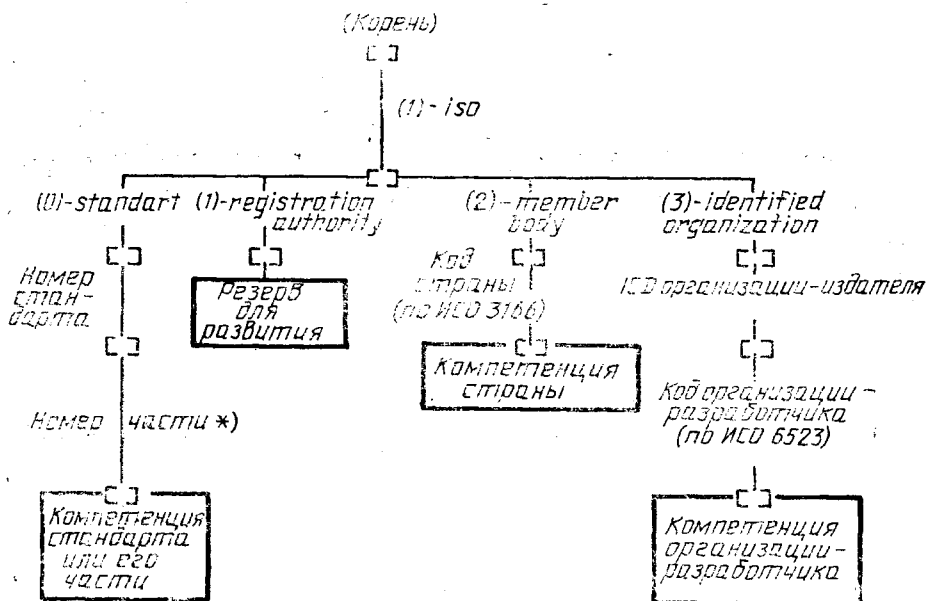 (Корень)
(1)-iso
(0)-standart
(1)-registration
authority
(2)-member
body
(3)-identified
organization
Номер
стан-
дарта
Резерв
для
развития
Код
страны
(по ИСО 3166)
ICD организации-издателя
Компетенция
страны
Номер части *)
Код организации-
разработчика
(по ИСО 6523)
Компетенция
стандарта
или его
части
Компетенция
организации-
разработчика